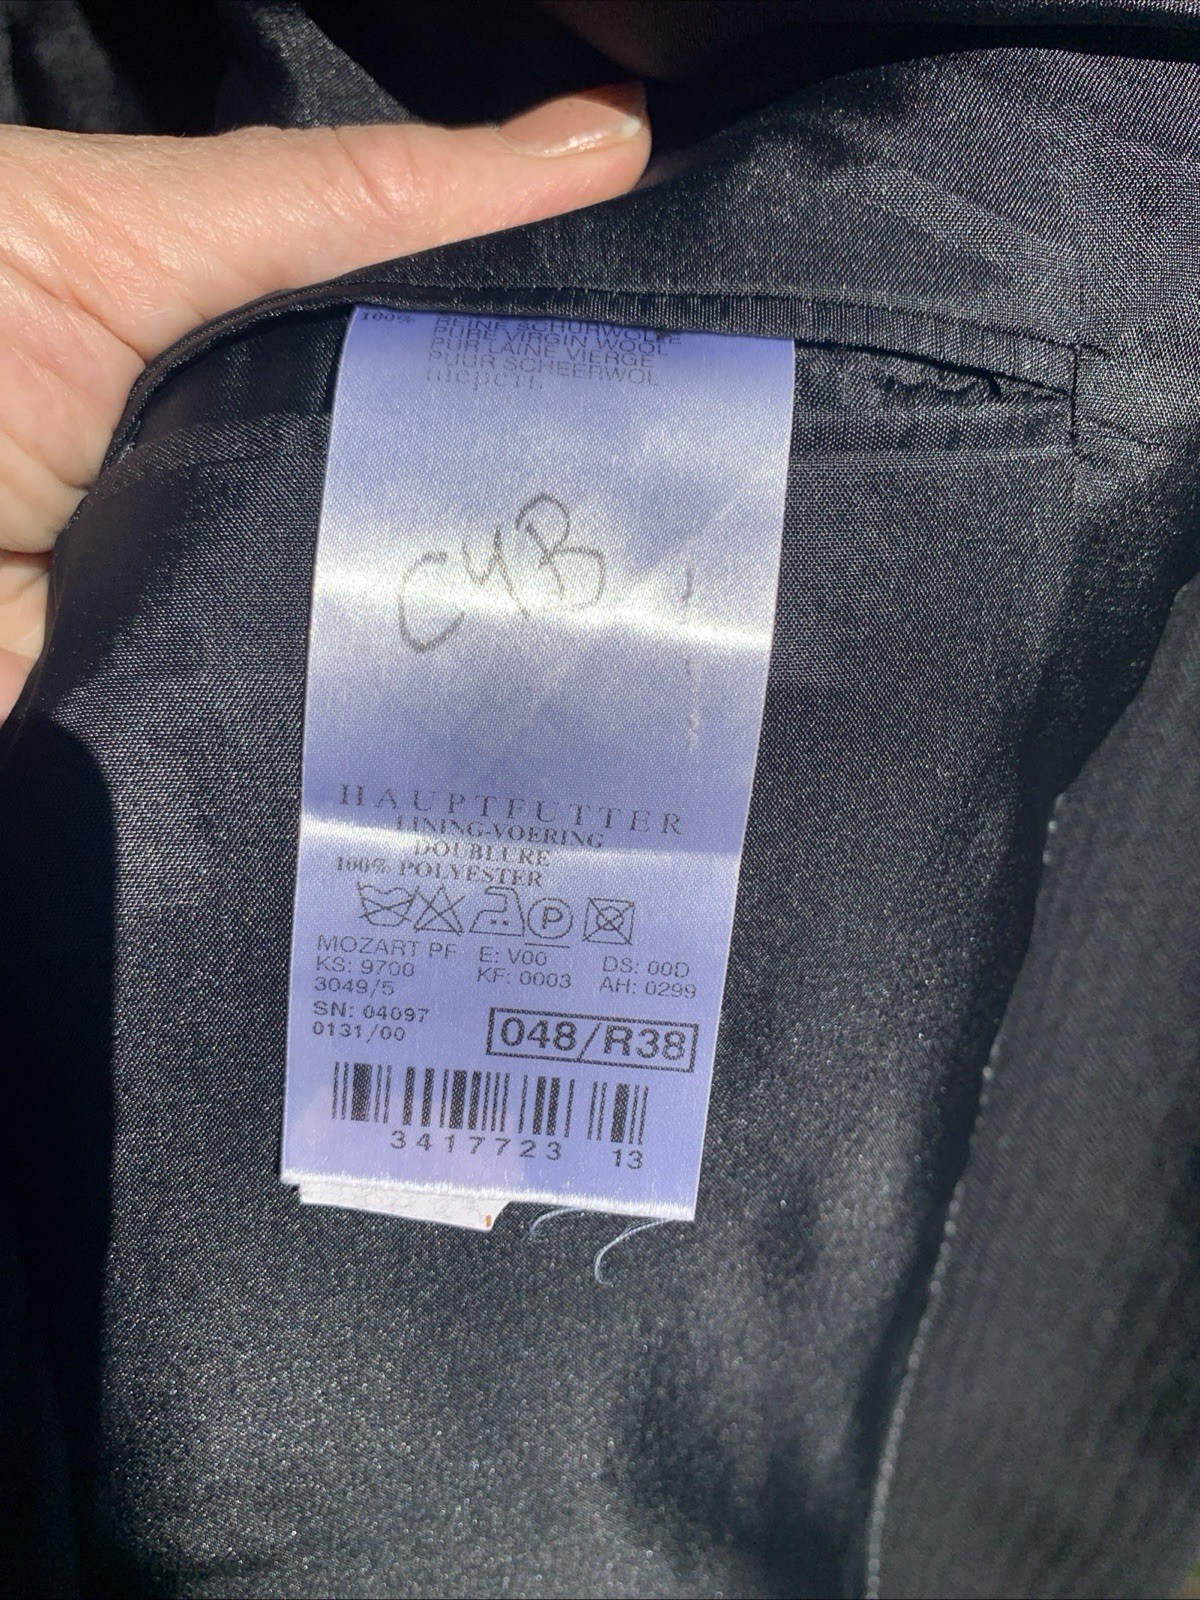 100% REINE SCHURWOLLE
PURE VIRGIN WOOL
PUR LAINE VIERGE
PUUR SCHEERWOL
шерсть
CYB
HAUPTFUTTER
LINING-VOERING
DOUBLURE
100% POLYESTER
P
MOZART PF E: V00 DS: 00D
KS: 9700 KF: 0003 AH: 0299
3049/5
SN: 04097
0131/00
048/R38
3417723 13